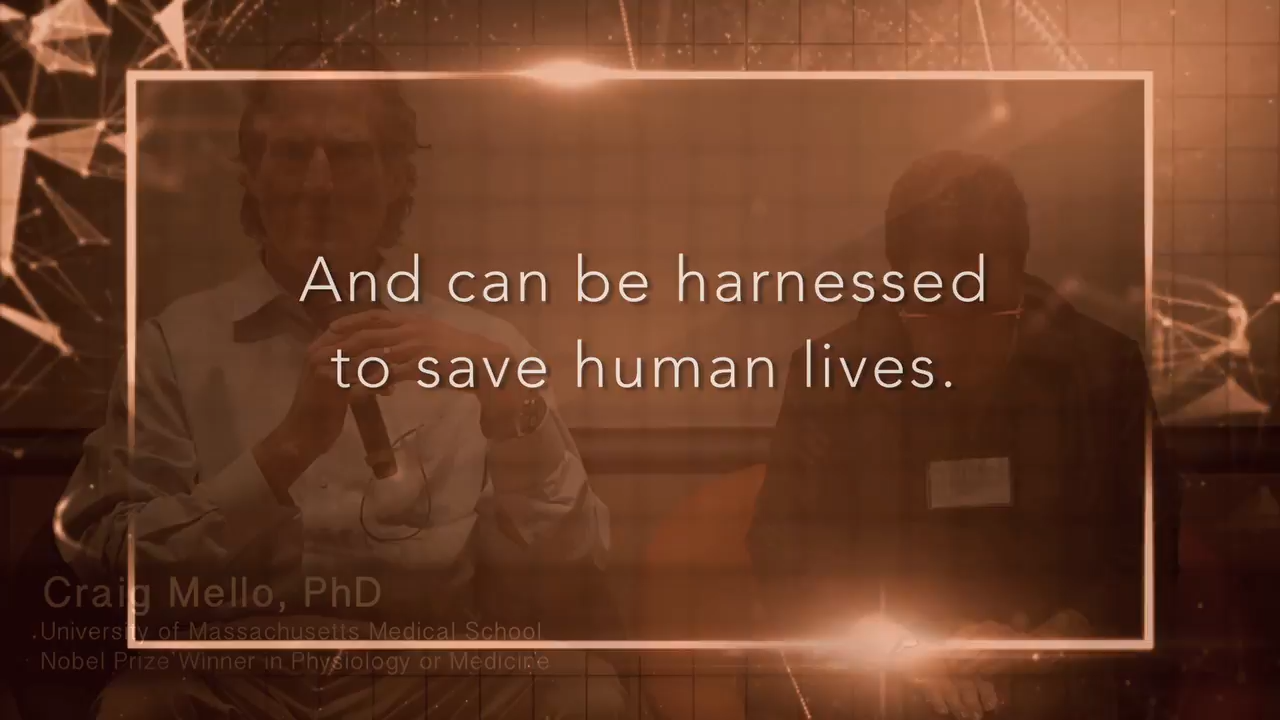 And can be harnessed
to save human lives.
Craig Mello, PhD
University of Massachusetts Medical School
Nobel Prize Winner in Physiology or Medicine